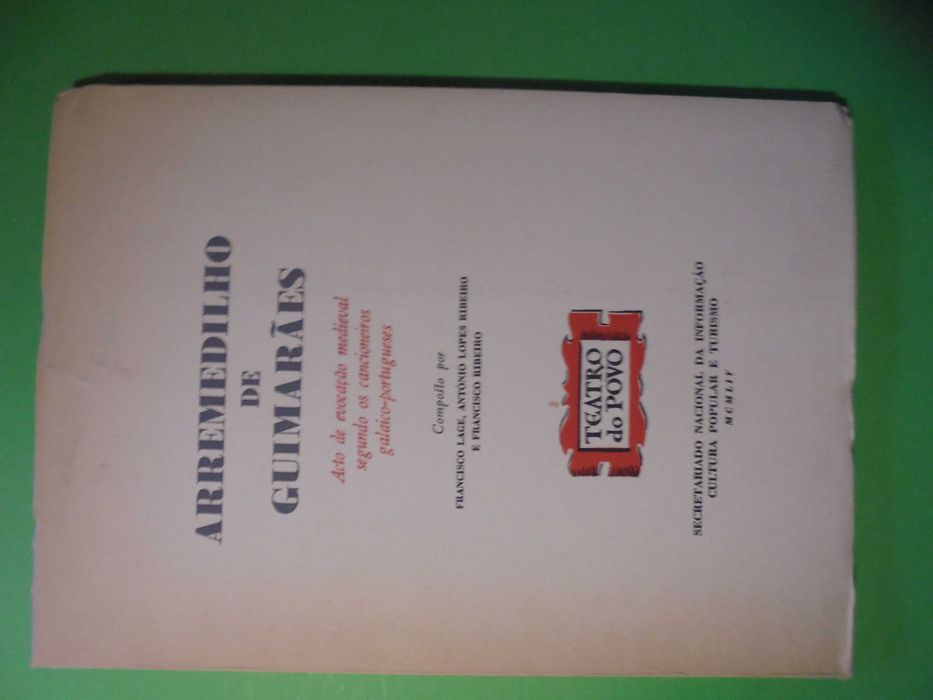 ARREMEDILHO
DE
GUIMARÃES
Acto de evocação medieval
segundo os cancioneiros
galaico-portugueses
Composto por
FRANCISCO LAGE, ANTÓNIO LOPES RIBEIRO
E FRANCISCO RIBEIRO
TEATRO
do POVO
SECRETARIADO NACIONAL DA INFORMAÇÃO
CULTURA POPULAR E TURISMO
MCMLIV